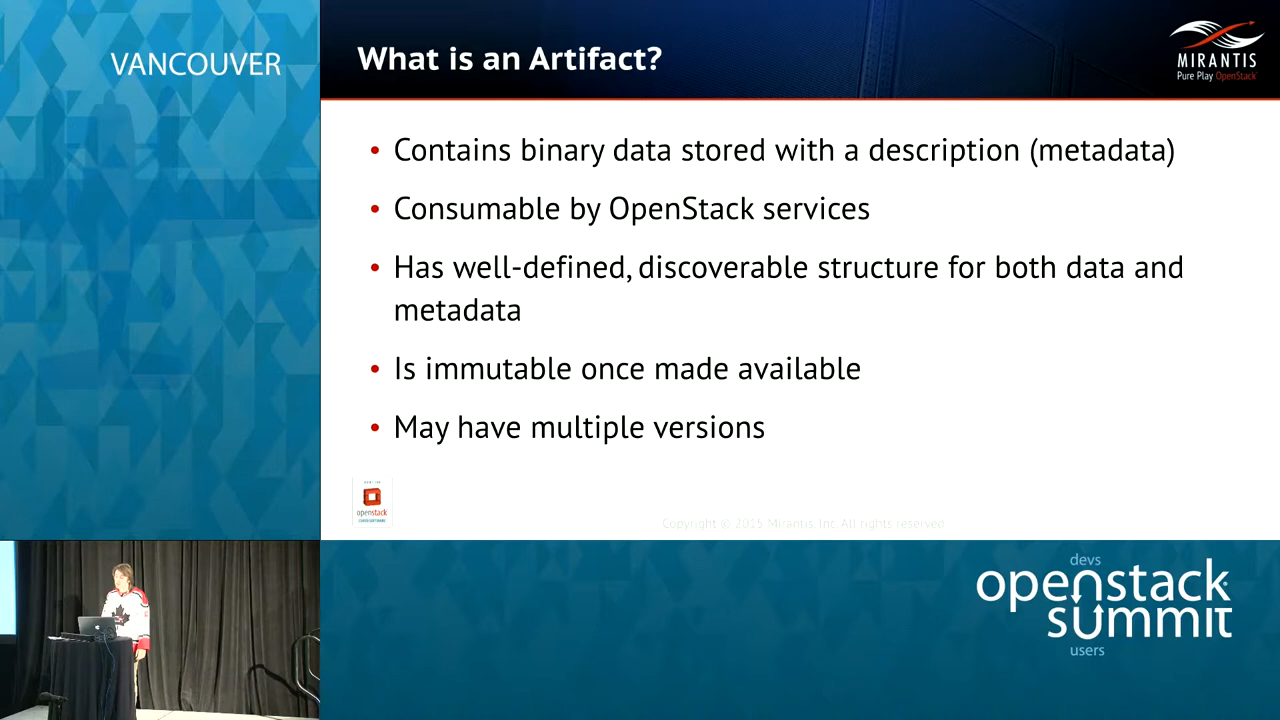 VANCOUVER
What is an Artifact?
MIRANTIS
Pure Play OpenStack
• Contains binary data stored with a description (metadata)
• Consumable by OpenStack services
• Has well-defined, discoverable structure for both data and
metadata
• Is immutable once made available
• May have multiple versions
openstack
Copyright © 2015 Mirantis, Inc. All rights reserved
devs
openstack
summit
users